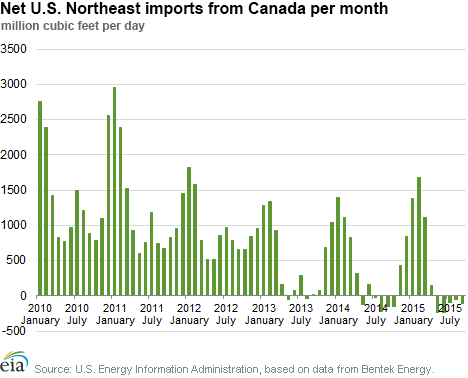 Net U.S. Northeast imports from Canada per month
million cubic feet per day
3500
3000
2500
2000
1500
1000
500
0
-500
2010 2010 2011 2011 2012 2012 2013 2013 2014 2014 2015 2015
January July January July January July January July January July January July
eia Source: U.S. Energy Information Administration, based on data from Bentek Energy.